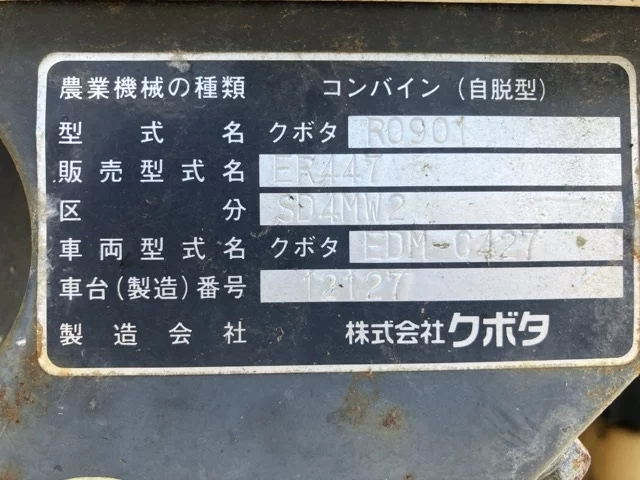 農業機械の種類 コンバイン(自脱型)
型式名 クボタ R0901
販売型式名 ER447
区分 SD4MW2
車両型式名 クボタ EDM-C427
車台(製造)番号 12127
製造会社 株式会社クボタ